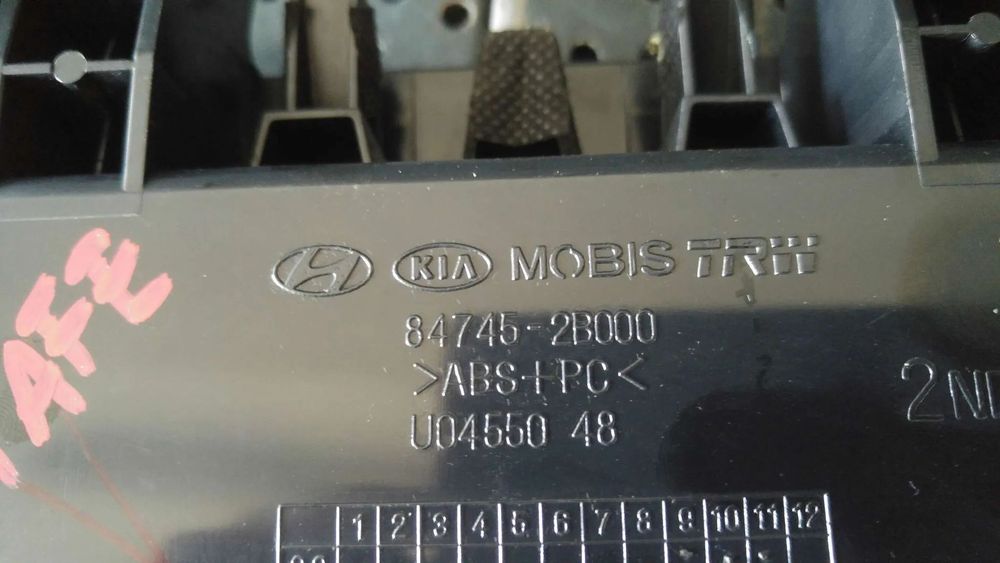 KIA MOBIS TRW
84745-2B000
>ABS+PC<
U04550 48
2ND
1 2 3 4 5 6 7 8 9 10 11 12